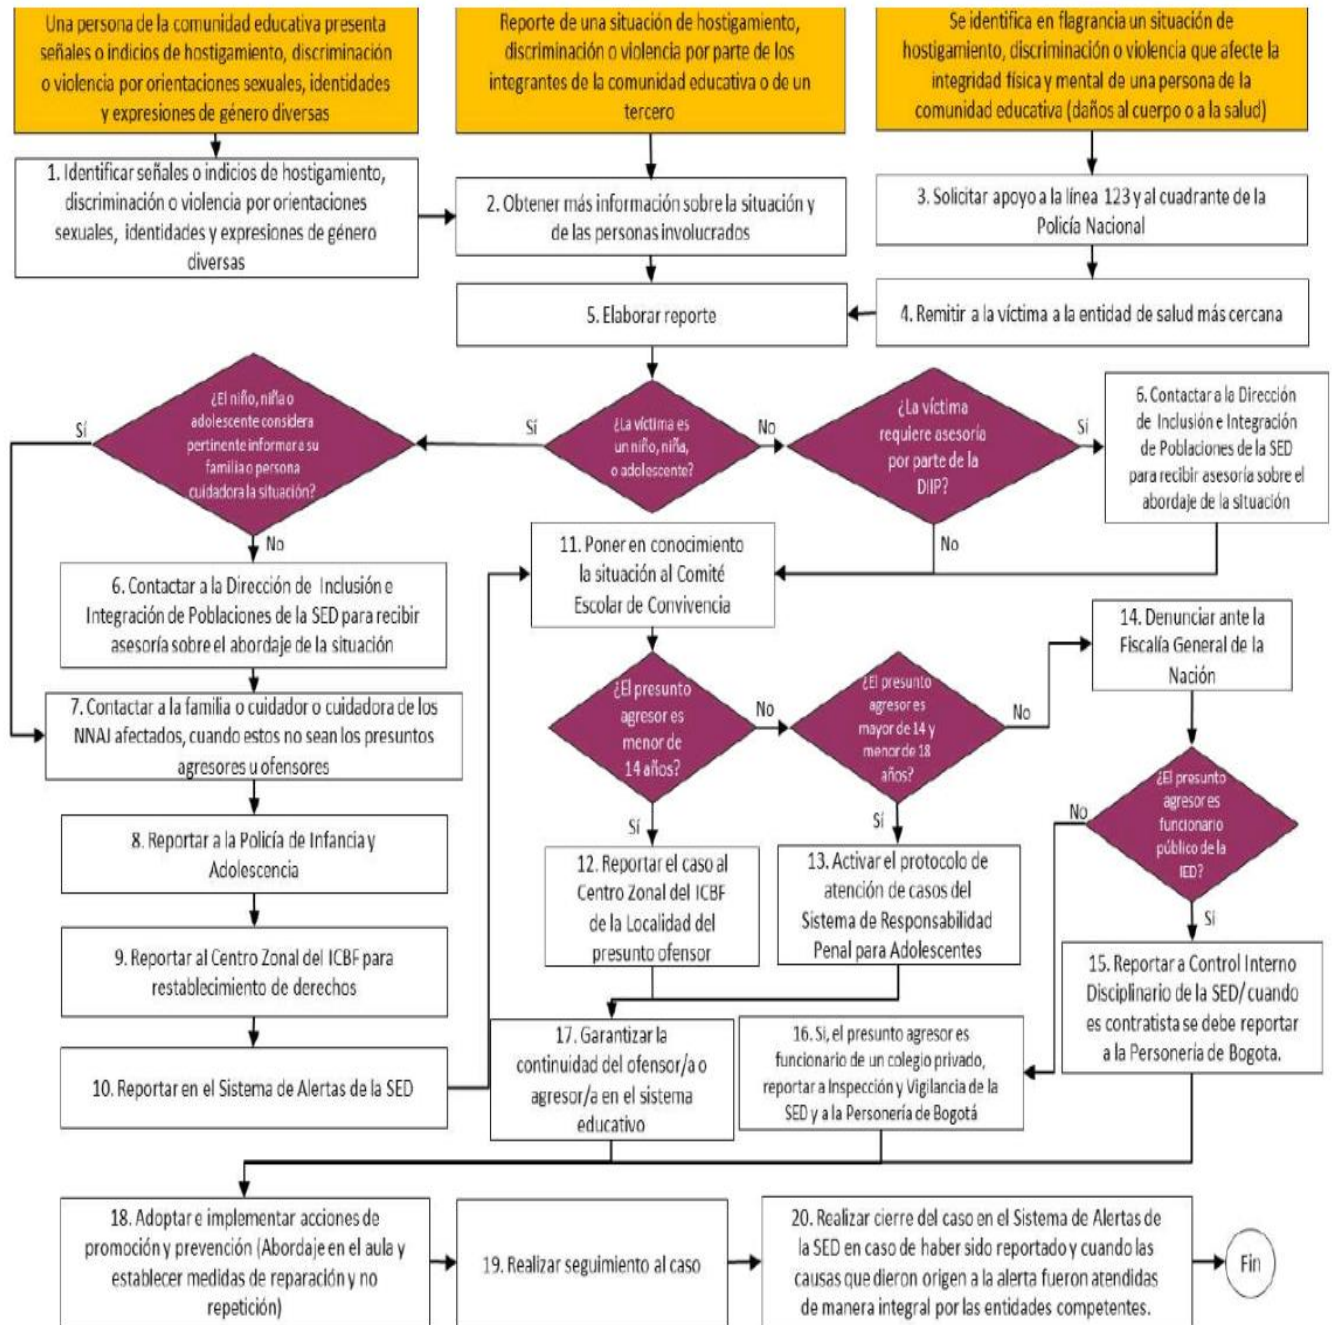 Una persona de la comunidad educativa presenta
señales o indicios de hostigamiento, discriminación
o violencia por orientaciones sexuales, identidades
y expresiones de género diversas
Reporte de una situación de hostigamiento,
discriminación o violencia por parte de los
integrantes de la comunidad educativa o de un
tercero
Se identifica en flagrancia un situación de
hostigamiento, discriminación o violencia que afecte la
integridad física y mental de una persona de la
comunidad educativa (daños al cuerpo o a la salud)
1. Identificar señales o indicios de hostigamiento,
discriminación o violencia por orientaciones
sexuales, identidades y expresiones de género
diversas
2. Obtener más información sobre la situación y
de las personas involucrados
3. Solicitar apoyo a la línea 123 y al cuadrante de la
Policía Nacional
5. Elaborar reporte
4. Remitir a la víctima a la entidad de salud más cercana
Sí
¿El niño, niña o
adolescente considera
pertinente informar a su
familia o persona
cuidadora la situación?
Sí
¿La víctima es
un niño, niña,
o adolescente?
No
¿La víctima
requiere asesoría
por parte de la
DIIP?
Sí
6. Contactar a la Dirección
de Inclusión e Integración
de Poblaciones de la SED
para recibir asesoría sobre el
abordaje de la situación
No
No
6. Contactar a la Dirección de Inclusión e
Integración de Poblaciones de la SED para recibir
asesoría sobre el abordaje de la situación
11. Poner en conocimiento
la situación al Comité
Escolar de Convivencia
7. Contactar a la familia o cuidador o cuidadora de los
NNAJ afectados, cuando estos no sean los presuntos
agresores u ofensores
¿El presunto
agresor es
menor de
14 años?
No
¿El presunto
agresor es
mayor de 14 y
menor de 18
años?
No
14. Denunciar ante la
Fiscalía General de la
Nación
Sí
Sí
No
¿El presunto
agresor es
funcionario
público de la
IED?
Sí
8. Reportar a la Policía de Infancia y
Adolescencia
12. Reportar el caso al
Centro Zonal del ICBF
de la Localidad del
presunto ofensor
13. Activar el protocolo de
atención de casos del
Sistema de Responsabilidad
Penal para Adolescentes
9. Reportar al Centro Zonal del ICBF para
restablecimiento de derechos
15. Reportar a Control Interno
Disciplinario de la SED/cuando
es contratista se debe reportar
a la Personería de Bogota.
10. Reportar en el Sistema de Alertas de la SED
17. Garantizar la
continuidad del ofensor/a o
agresor/a en el sistema
educativo
16. Si, el presunto agresor es
funcionario de un colegio privado,
reportar a Inspección y Vigilancia de la
SED y a la Personería de Bogotá
18. Adoptar e implementar acciones de
promoción y prevención (Abordaje en el aula y
establecer medidas de reparación y no
repetición)
19. Realizar seguimiento al caso
20. Realizar cierre del caso en el Sistema de Alertas de
la SED en caso de haber sido reportado y cuando las
causas que dieron origen a la alerta fueron atendidas
de manera integral por las entidades competentes.
Fin